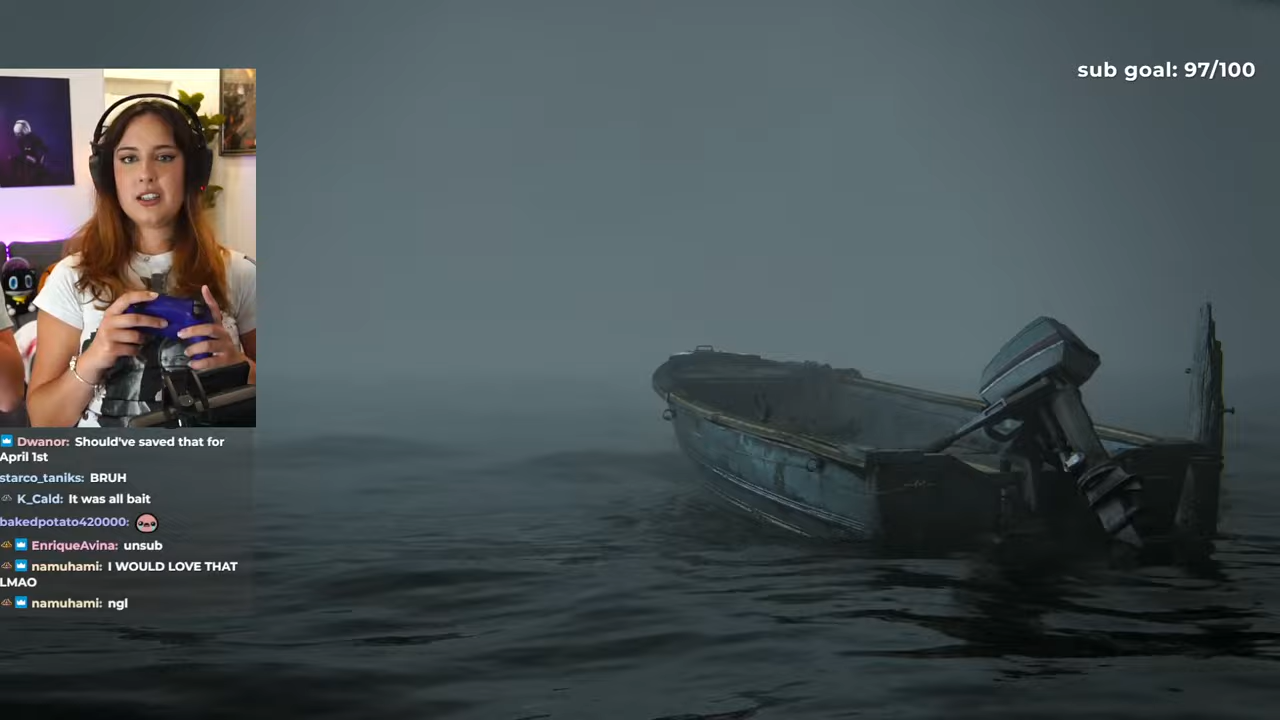 sub goal: 97/100
Dwanor: Should've saved that for
April 1st
starco_taniks: BRUH
K_Cald: It was all bait
bakedpotato420000:
EnriqueAvina: unsub
namuhami: I WOULD LOVE THAT
LMAO
namuhami: ngl